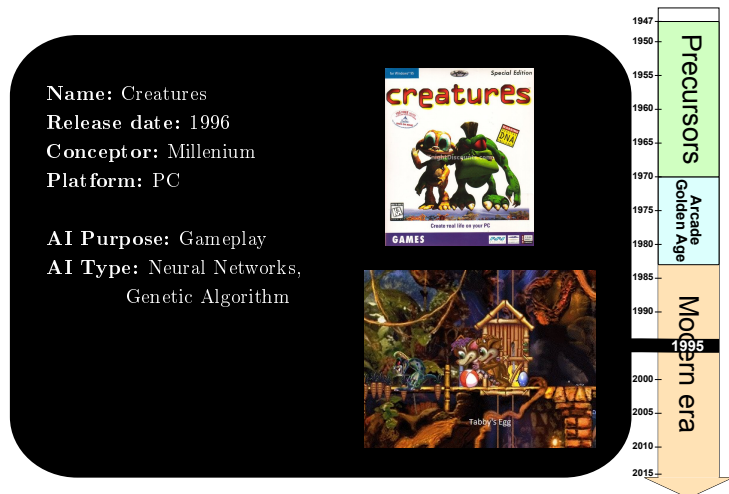 Name: Creatures
Release date: 1996
Conceptor: Millenium
Platform: PC
AI Purpose: Gameplay
AI Type: Neural Networks,
Genetic Algorithm
Special Edition
creatures
DNA
Create real life on your PC
GAMES
Tabby's Egg
1947
1950
1955
1960
1965
1970
1975
1980
1985
1990
1995
2000
2005
2010
2015
Precursors
Arcade
Golden Age
Modern era